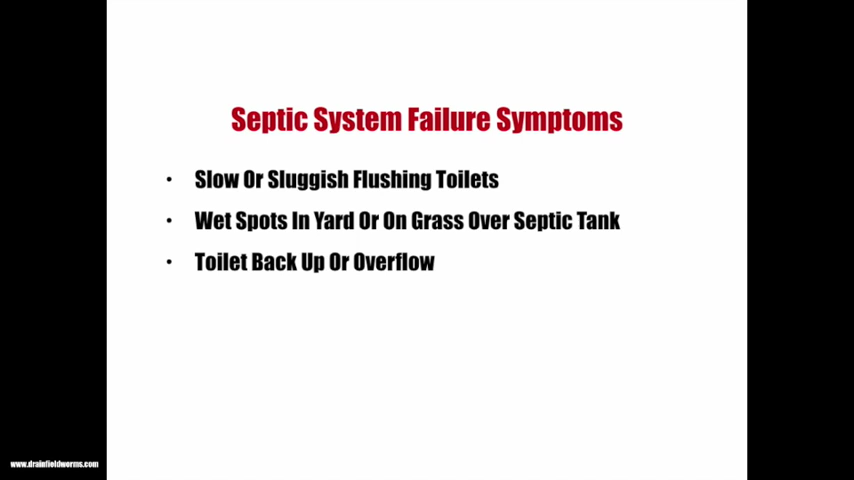 Septic System Failure Symptoms
• Slow Or Sluggish Flushing Toilets
• Wet Spots In Yard Or On Grass Over Septic Tank
• Toilet Back Up Or Overflow
www.drainfieldworms.com